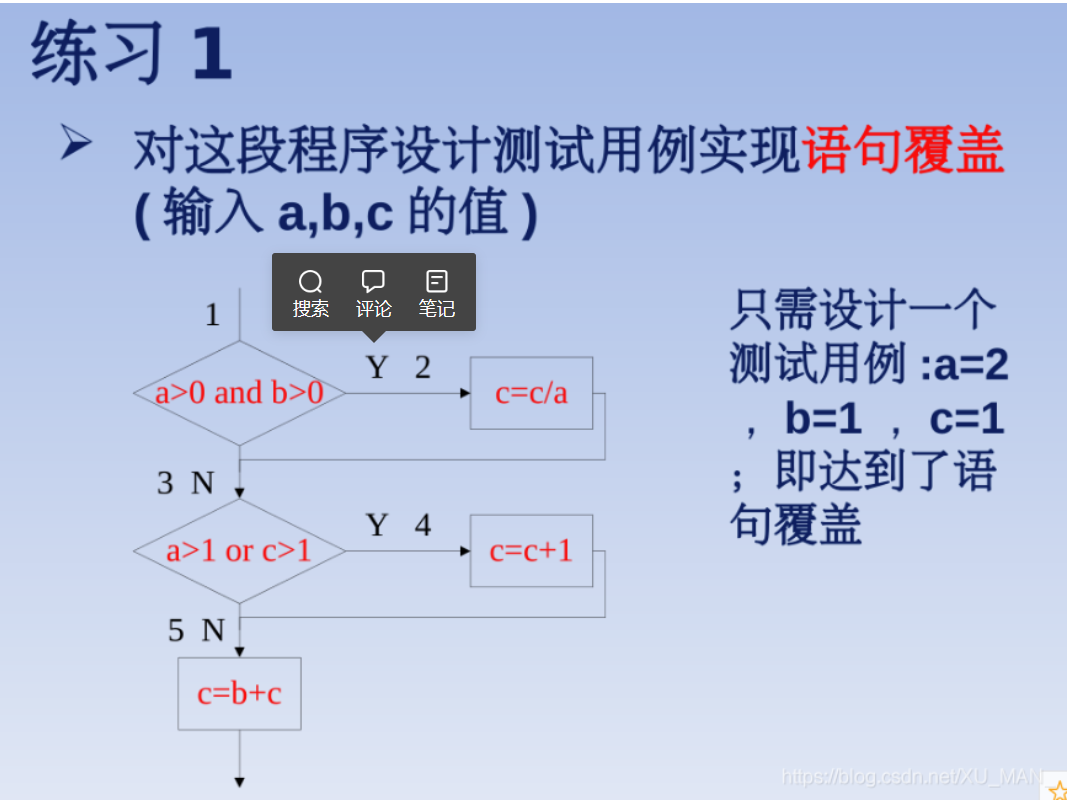 练习 1
➢ 对这段程序设计测试用例实现语句覆盖
( 输入 a,b,c 的值 )
搜索 评论 笔记
1
a>0 and b>0
Y 2
c=c/a
3 N
a>1 or c>1
Y 4
c=c+1
5 N
c=b+c
只需设计一个
测试用例 :a=2
， b=1 ， c=1
； 即达到了语
句覆盖
https://blog.csdn.net/XU_MAN